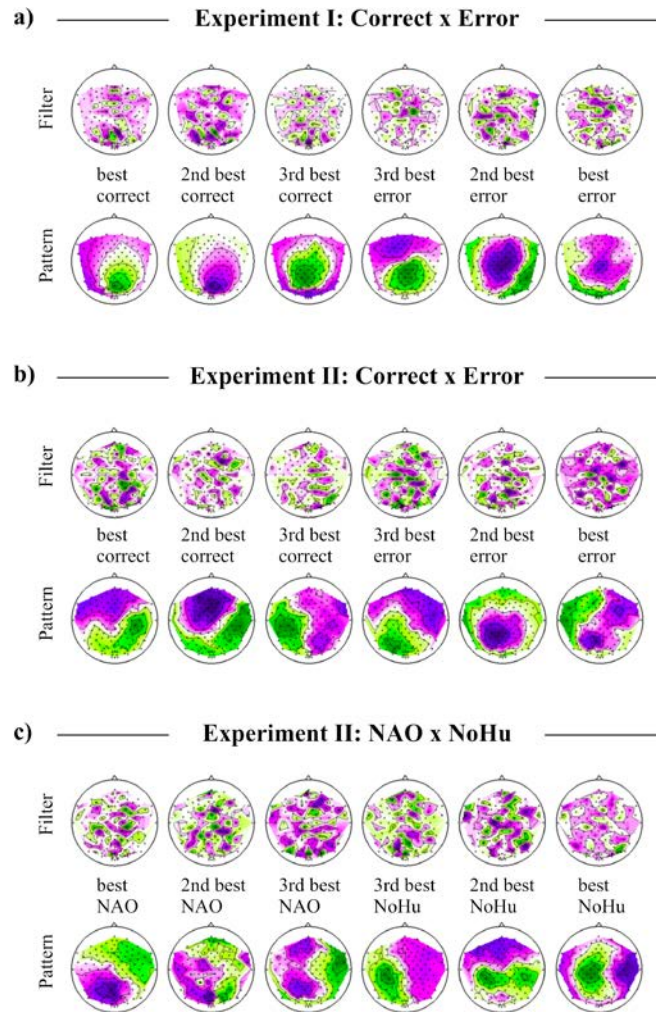 a) Experiment I: Correct x Error
Filter
best correct
2nd best correct
3rd best correct
3rd best error
2nd best error
best error
Pattern
b) Experiment II: Correct x Error
Filter
best correct
2nd best correct
3rd best correct
3rd best error
2nd best error
best error
Pattern
c) Experiment II: NAO x NoHu
Filter
best NAO
2nd best NAO
3rd best NAO
3rd best NoHu
2nd best NoHu
best NoHu
Pattern